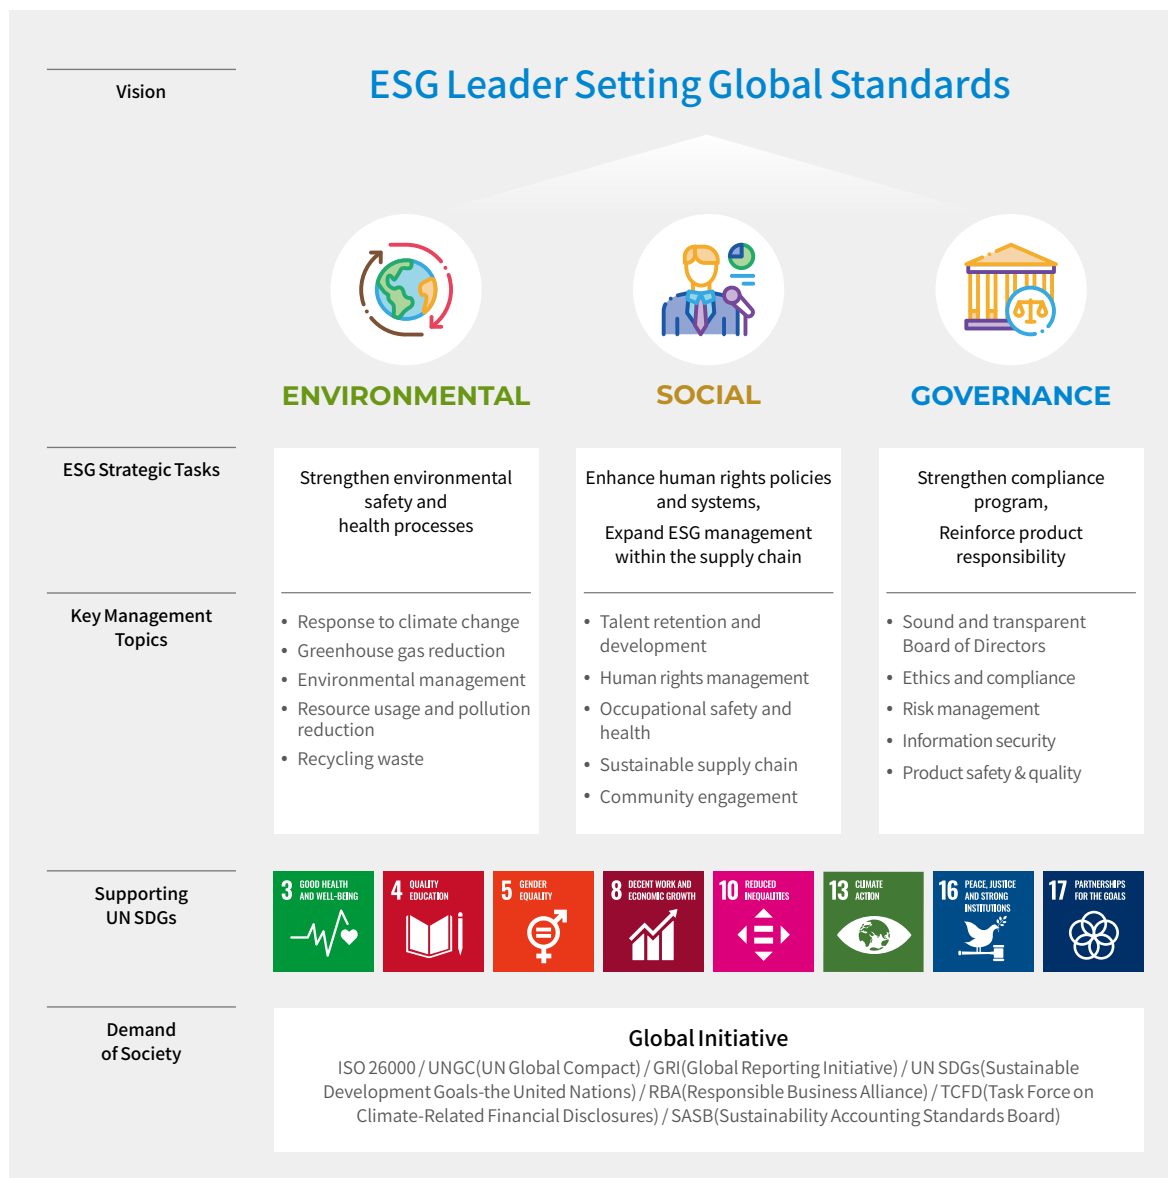 Vision
ESG Leader Setting Global Standards
ENVIRONMENTAL
SOCIAL
GOVERNANCE
ESG Strategic Tasks
Strengthen environmental
safety and
health processes
Enhance human rights policies
and systems,
Expand ESG management
within the supply chain
Strengthen compliance
program,
Reinforce product
responsibility
Key Management
Topics
• Response to climate change
• Greenhouse gas reduction
• Environmental management
• Resource usage and pollution
reduction
• Recycling waste
• Talent retention and
development
• Human rights management
• Occupational safety and
health
• Sustainable supply chain
• Community engagement
• Sound and transparent
Board of Directors
• Ethics and compliance
• Risk management
• Information security
• Product safety & quality
Supporting
UN SDGs
3 GOOD HEALTH
AND WELL-BEING
4 QUALITY
EDUCATION
5 GENDER
EQUALITY
8 DECENT WORK AND
ECONOMIC GROWTH
10 REDUCED
INEQUALITIES
13 CLIMATE
ACTION
16 PEACE, JUSTICE
AND STRONG
INSTITUTIONS
17 PARTNERSHIPS
FOR THE GOALS
Demand
of Society
Global Initiative
ISO 26000 / UNGC(UN Global Compact) / GRI(Global Reporting Initiative) / UN SDGs(Sustainable
Development Goals-the United Nations) / RBA(Responsible Business Alliance) / TCFD(Task Force on
Climate-Related Financial Disclosures) / SASB(Sustainability Accounting Standards Board)